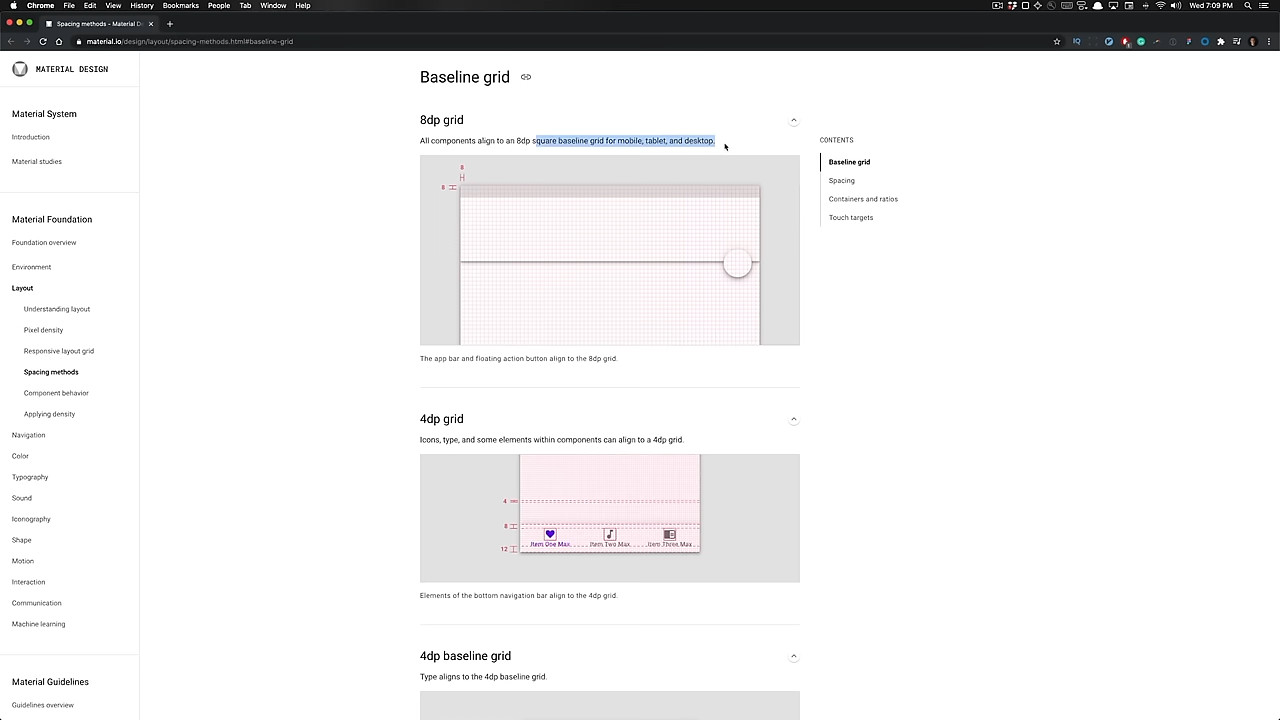 Chrome File Edit View History Bookmarks People Tab Window Help
Wed 7:09 PM
Spacing methods - Material D
material.io/design/layout/spacing-methods.html#baseline-grid
MATERIAL DESIGN
Material System
Introduction
Material studies
Material Foundation
Foundation overview
Environment
Layout
Understanding layout
Pixel density
Responsive layout grid
Spacing methods
Component behavior
Applying density
Navigation
Color
Typography
Sound
Iconography
Shape
Motion
Interaction
Communication
Machine learning
Material Guidelines
Guidelines overview
Baseline grid
8dp grid
All components align to an 8dp square baseline grid for mobile, tablet, and desktop.
8
8
The app bar and floating action button align to the 8dp grid.
4dp grid
Icons, type, and some elements within components can align to a 4dp grid.
4
8
12
Item One Max. Item Two Max. Item Three Max.
Elements of the bottom navigation bar align to the 4dp grid.
4dp baseline grid
Type aligns to the 4dp baseline grid.
CONTENTS
Baseline grid
Spacing
Containers and ratios
Touch targets